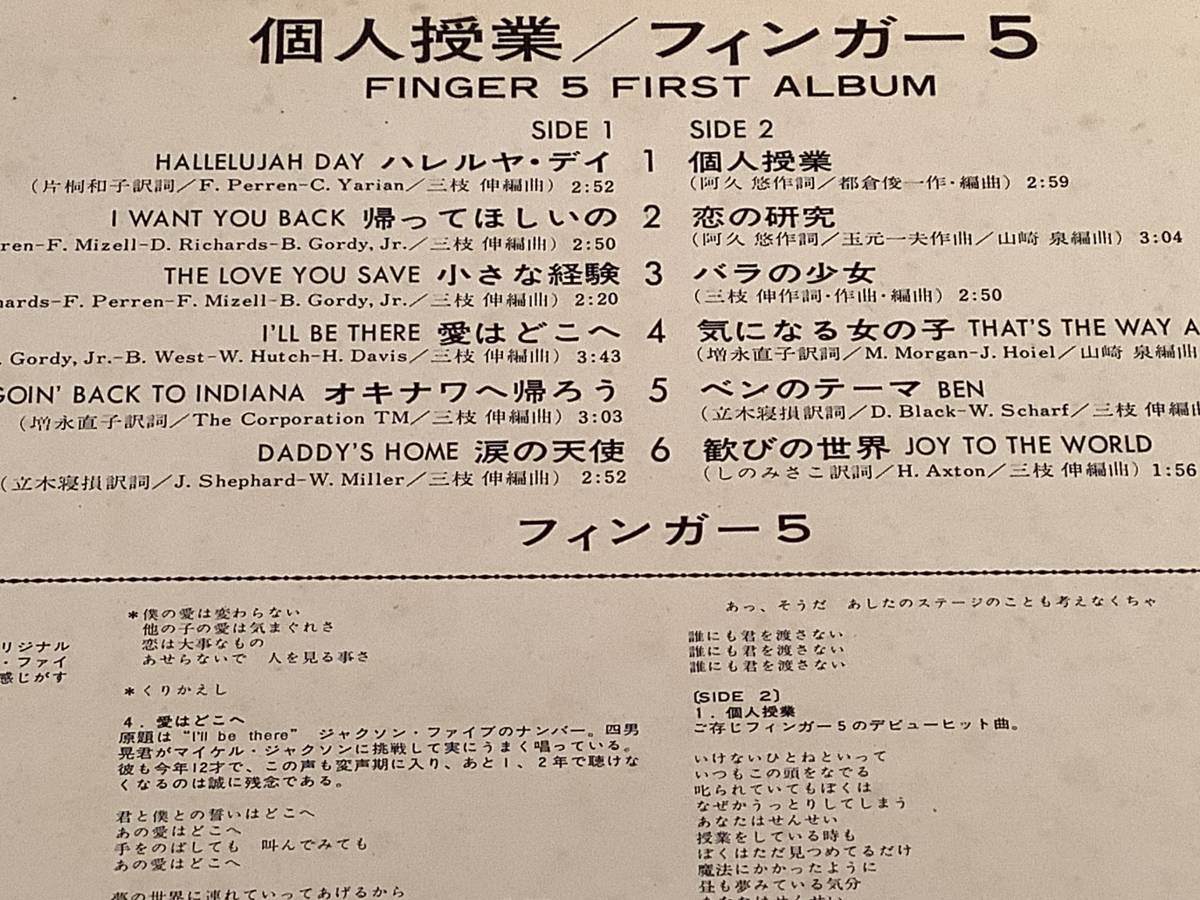 個人授業/フィンガー5
FINGER 5 FIRST ALBUM
SIDE 1
HALLELUJAH DAY ハレルヤ・デイ 1
(片桐和子訳詞/F. Perren-C. Yarian/三枝 伸編曲) 2:52
I WANT YOU BACK 帰ってほしいの 2
ren-F. Mizell-D. Richards-B. Gordy, Jr./三枝 伸編曲) 2:50
THE LOVE YOU SAVE 小さな経験 3
ards-F. Perren-F. Mizell-B. Gordy, Jr./三枝 伸編曲) 2:20
I'LL BE THERE 愛はどこへ 4
. Gordy, Jr.-B. West-W. Hutch-H. Davis/三枝 伸編曲) 3:43
GOIN' BACK TO INDIANA オキナワへ帰ろう 5
(増永直子訳詞/The Corporation TM/三枝 伸編曲) 3:03
DADDY'S HOME 涙の天使 6
(立木寝損訳詞/J. Shephard-W. Miller/三枝 伸編曲) 2:52
SIDE 2
個人授業
(阿久 悠作詞/都倉俊一作・編曲) 2:59
恋の研究
(阿久 悠作詞/玉元一夫作曲/山崎 泉編曲) 3:04
バラの少女
(三枝 伸作詞・作曲・編曲) 2:50
気になる女の子 THAT'S THE WAY A
(増永直子訳詞/M. Morgan-J. Hoiel/山崎 泉編曲
ベンのテーマ BEN
(立木寝損訳詞/D. Black-W. Scharf/三枝 伸編曲
歓びの世界 JOY TO THE WORLD
(しのみさこ訳詞/H. Axton/三枝 伸編曲) 1:56
フィンガー5
リジナル
・ファイ
感じがす
*僕の愛は変わらない
他の子の愛は気まぐれさ
恋は大事なもの
あせらないで 人を見る事さ
*くりかえし
4. 愛はどこへ
原題は"I'll be there" ジャクソン・ファイブのナンバー。四男
晃君がマイケル・ジャクソンに挑戦して実にうまく唱っている。
彼も今年12才で、この声も変声期に入り、あと1、2年で聴けな
くなるのは誠に残念である。
君と僕との誓いはどこへ
あの愛はどこへ
手をのばしても 叫んでみても
あの愛はどこへ
夢の世界に連れていってあげるから
あっ、そうだ あしたのステージのことも考えなくちゃ
誰にも君を渡さない
誰にも君を渡さない
誰にも君を渡さない
[SIDE 2]
1. 個人授業
ご存じフィンガー5のデビューヒット曲。
いけないひとねといって
いつもこの頭をなでる
叱られていてもぼくは
なぜかうっとりしてしまう
あなたはせんせい
授業をしている時も
ぼくはただ見つめてるだけ
魔法にかかったように
昼も夢みている気分
あなたはせんせい